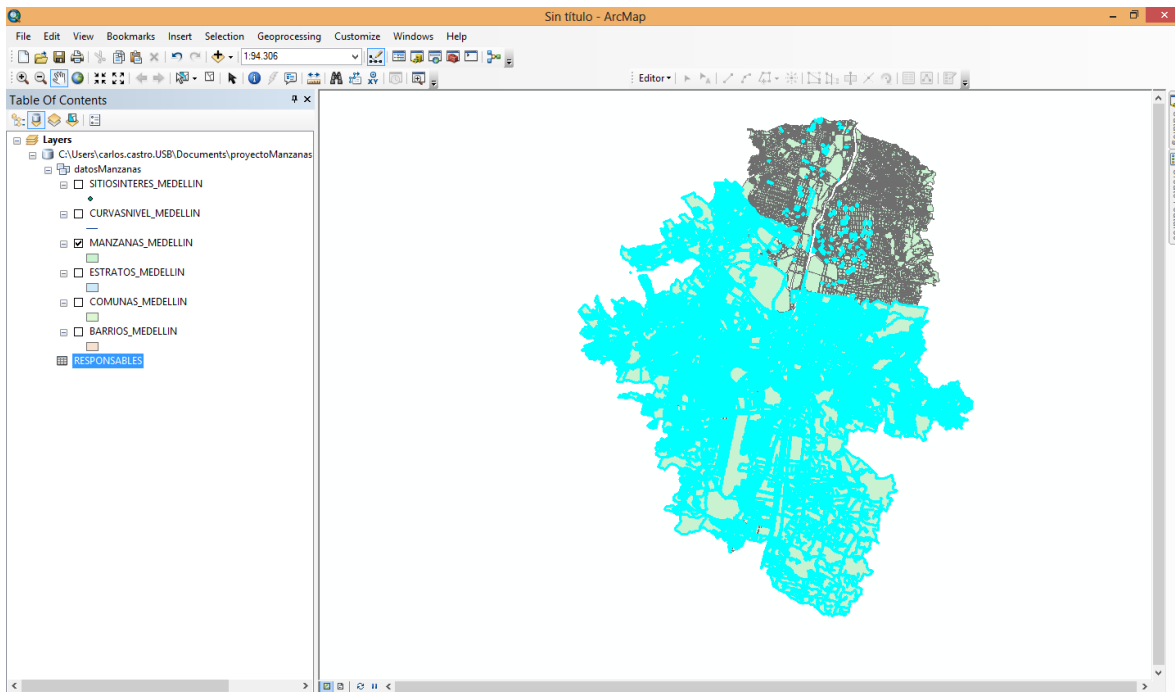 Sin título - ArcMap
File Edit View Bookmarks Insert Selection Geoprocessing Customize Windows Help
1:94.306
Editor
Table Of Contents
Layers
C:\Users\carlos.castro.USB\Documents\proyectoManzanas
datosManzanas
SITIOSINTERES_MEDELLIN
CURVASNIVEL_MEDELLIN
MANZANAS_MEDELLIN
ESTRATOS_MEDELLIN
COMUNAS_MEDELLIN
BARRIOS_MEDELLIN
RESPONSABLES